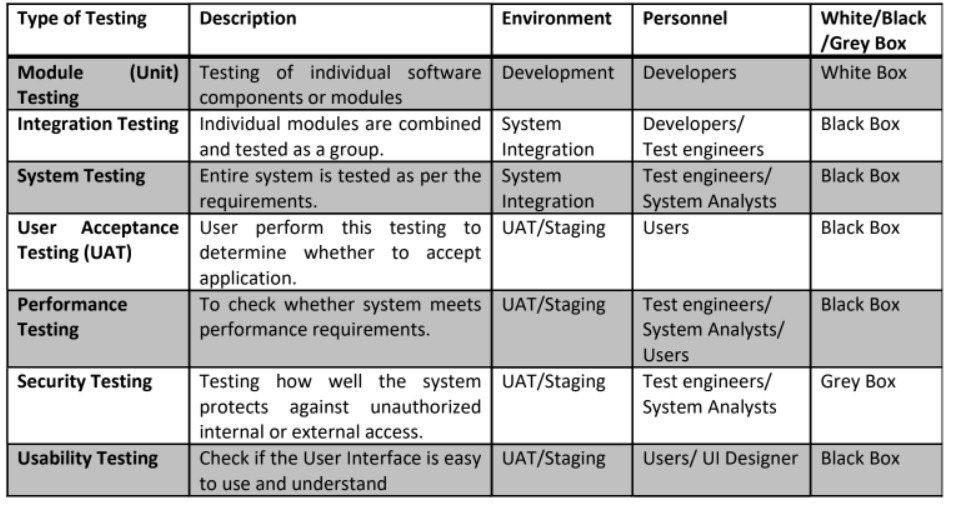 Type of Testing Description Environment Personnel White/Black
/Grey Box
Module (Unit) Testing of individual software Development Developers White Box
Testing components or modules
Integration Testing Individual modules are combined System Developers/ Black Box
and tested as a group. Integration Test engineers
System Testing Entire system is tested as per the System Test engineers/ Black Box
requirements. Integration System Analysts
User Acceptance User perform this testing to UAT/Staging Users Black Box
Testing (UAT) determine whether to accept
application.
Performance To check whether system meets UAT/Staging Test engineers/ Black Box
Testing performance requirements. System Analysts/
Users
Security Testing Testing how well the system UAT/Staging Test engineers/ Grey Box
protects against unauthorized System Analysts
internal or external access.
Usability Testing Check if the User Interface is easy UAT/Staging Users/ UI Designer Black Box
to use and understand